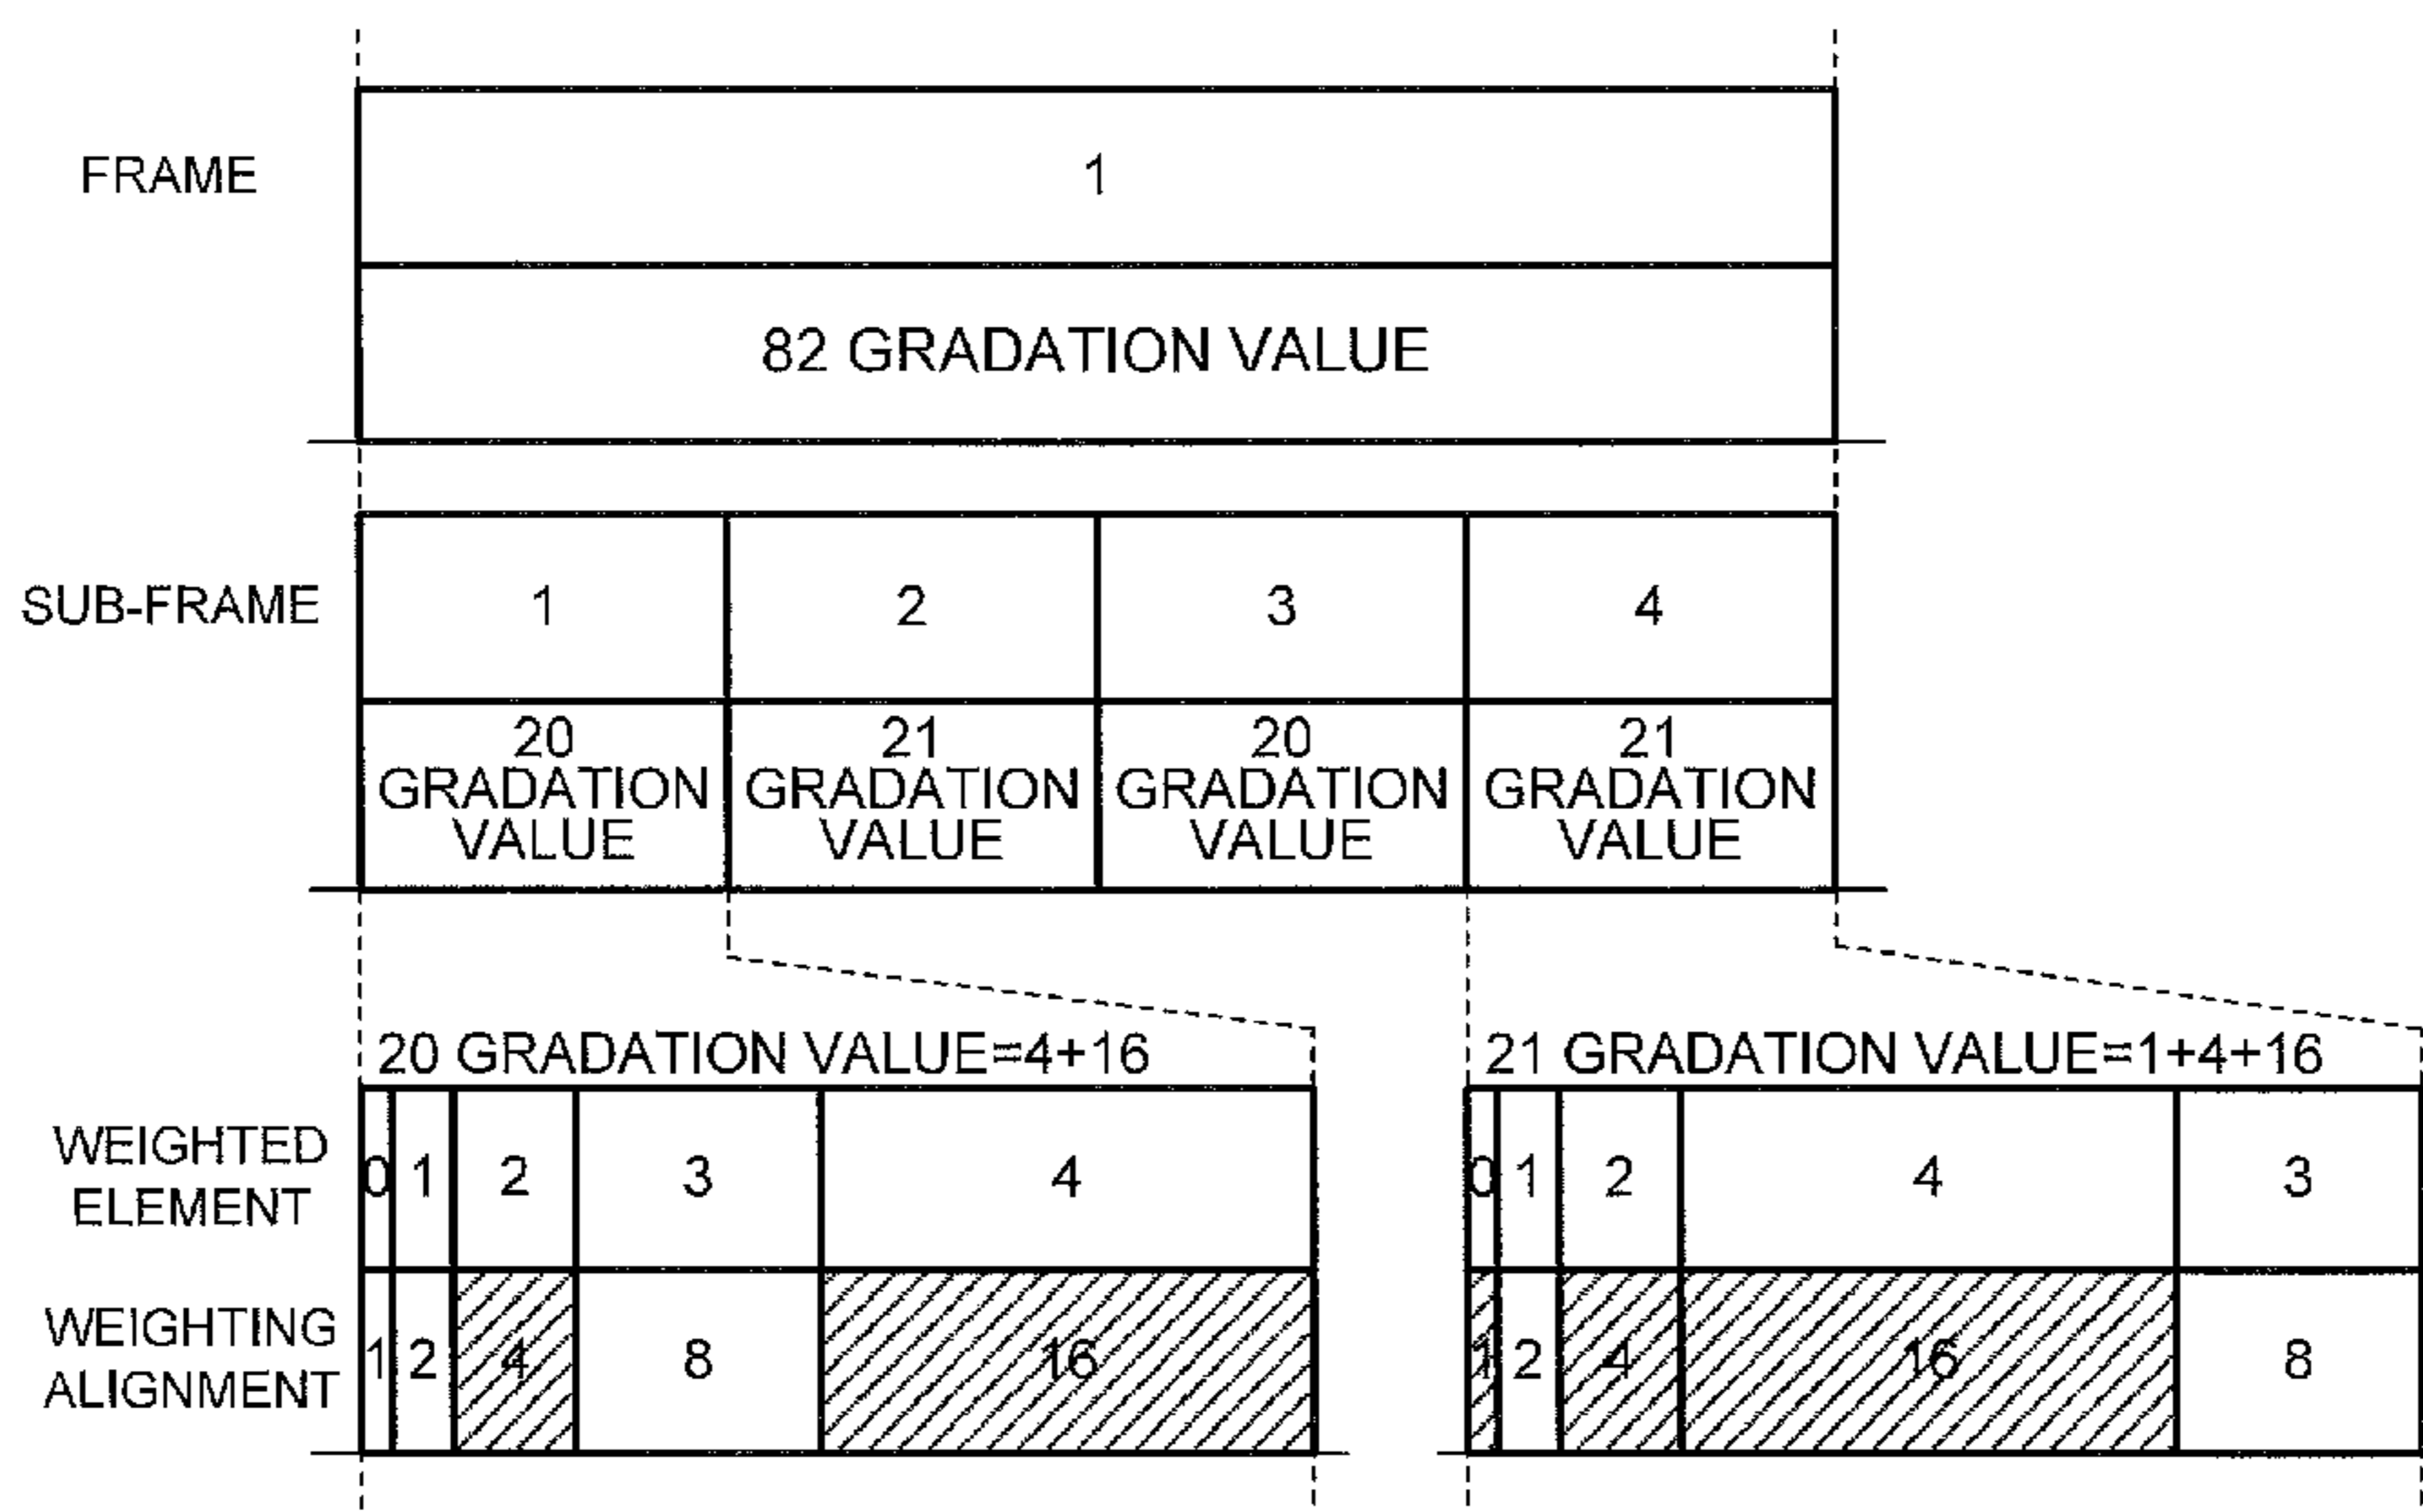 FRAME
1
82 GRADATION VALUE
SUB-FRAME
1 2 3 4
20 21 20 21
GRADATION GRADATION GRADATION GRADATION
VALUE VALUE VALUE VALUE
20 GRADATION VALUE=4+16
21 GRADATION VALUE=1+4+16
WEIGHTED
ELEMENT
0 1 2 3 4
0 1 2 4 3
WEIGHTING
ALIGNMENT
1 2 4 8 16
1 2 4 16 8